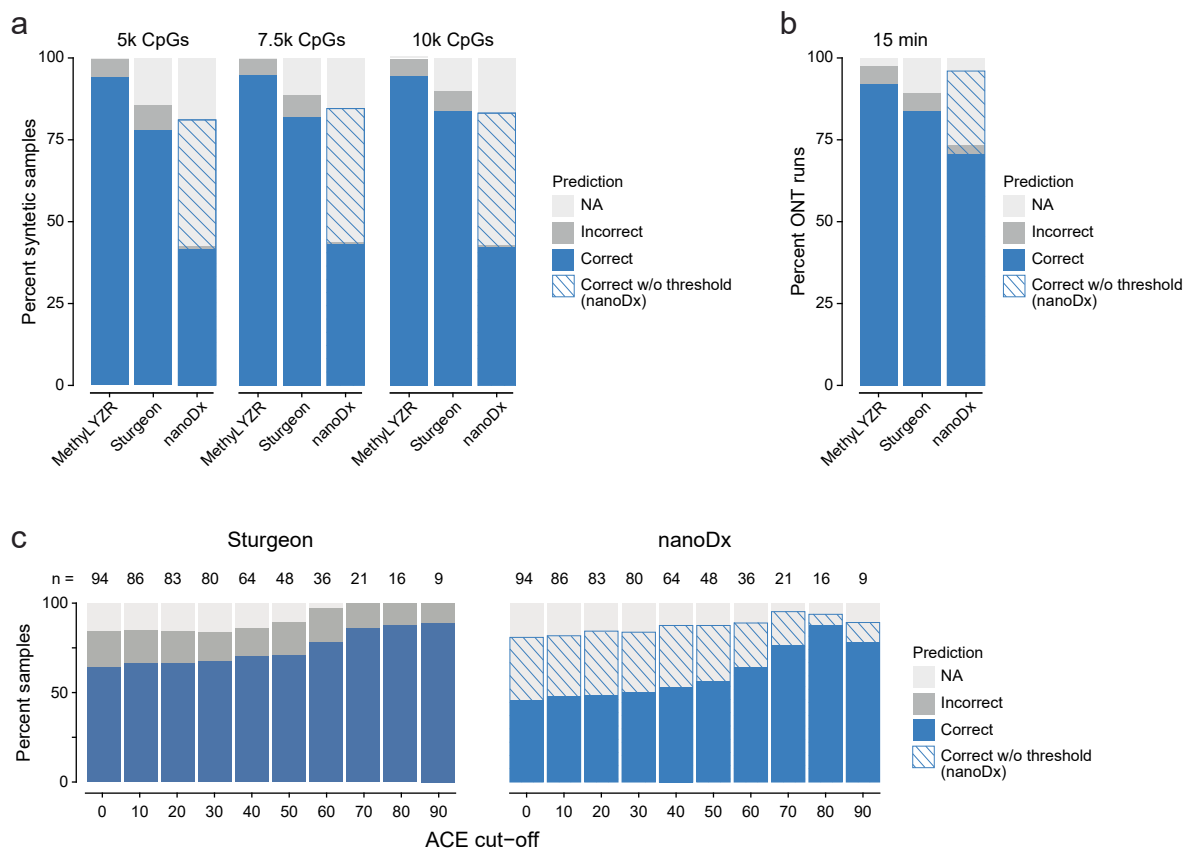 a
5k CpGs
7.5k CpGs
10k CpGs
Percent syntetic samples
100
75
50
25
0
MethyLYZR
Sturgeon
nanoDx
MethyLYZR
Sturgeon
nanoDx
MethyLYZR
Sturgeon
nanoDx
Prediction
NA
Incorrect
Correct
Correct w/o threshold
(nanoDx)
b
15 min
Percent ONT runs
100
75
50
25
0
MethyLYZR
Sturgeon
nanoDx
Prediction
NA
Incorrect
Correct
Correct w/o threshold
(nanoDx)
c
Sturgeon
n = 94 86 83 80 64 48 36 21 16 9
Percent samples
100
50
0
0 10 20 30 40 50 60 70 80 90
nanoDx
94 86 83 80 64 48 36 21 16 9
100
50
0
0 10 20 30 40 50 60 70 80 90
ACE cut−off
Prediction
NA
Incorrect
Correct
Correct w/o threshold
(nanoDx)